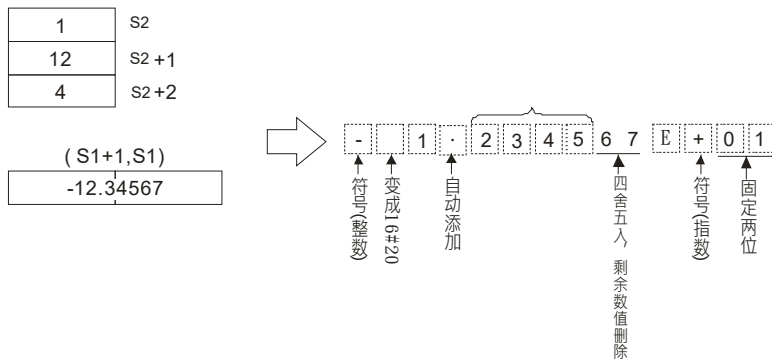 1 S2
12 S2 +1
4 S2 +2
( S1+1,S1)
-12.34567
- 1 . 2 3 4 5 6 7 E + 0 1
符号(整数)
变成16#20
自动添加
四舍五入, 剩余数值删除
符号(指数)
固定两位